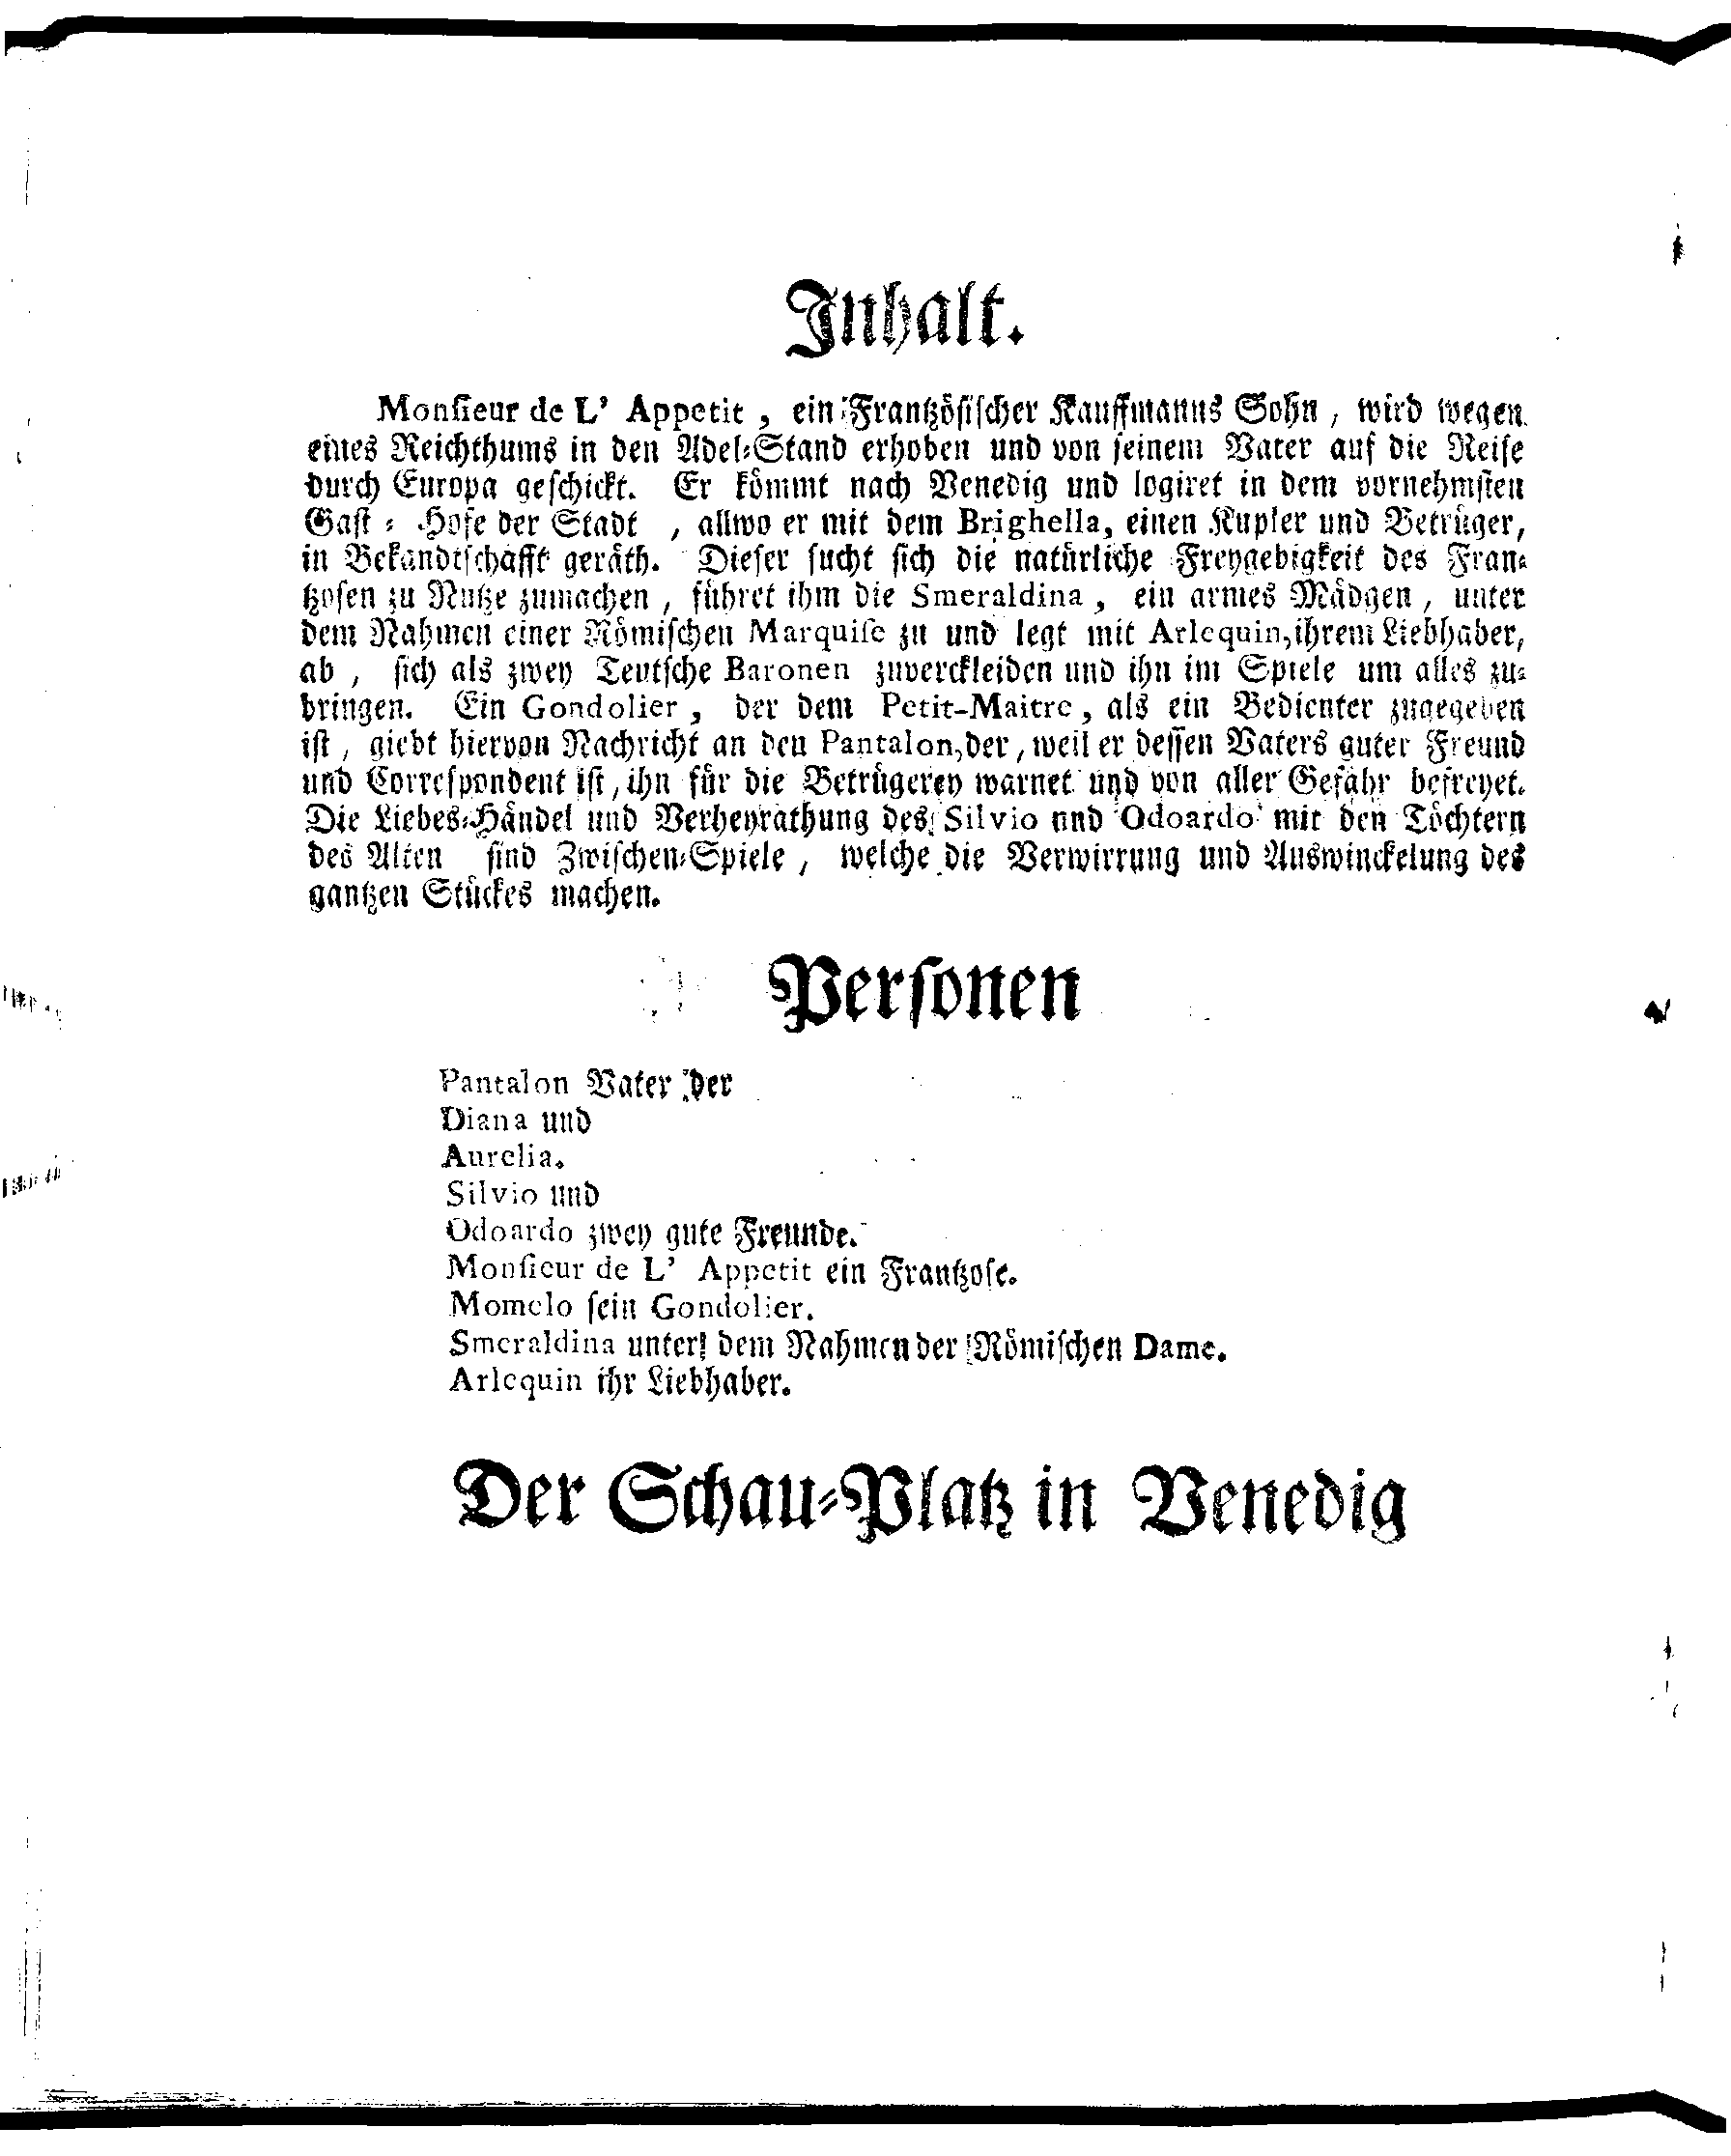 Inhalt.
Monsieur de L' Appetit, ein Frantzösischer Kauffmanns Sohn, wird wegen
eines Reichthums in den Adel-Stand erhoben und von seinem Vater auf die Reise
durch Europa geschickt. Er kömmt nach Venedig und logiret in dem vornehmsten
Gast-Hofe der Stadt, allwo er mit dem Brighella, einen Kupler und Betrüger,
in Bekandtschafft geräth. Dieser sucht sich die natürliche Freygebigkeit des Fran-
tzosen zu Nutze zumachen, führet ihm die Smeraldina, ein armes Mädgen, unter
dem Nahmen einer Römischen Marquise zu und legt mit Arlequin, ihrem Liebhaber,
ab, sich als zwey Teutsche Baronen zuverckleiden und ihn im Spiele um alles zu-
bringen. Ein Gondolier, der dem Petit-Maitre, als ein Bedienter zugegeben
ist, giebt hiervon Nachricht an den Pantalon, der, weil er dessen Vaters guter Freund
und Correspondent ist, ihn für die Betrügerey warnet und von aller Gefahr befreyet.
Die Liebes-Händel und Verheyrathung des Silvio und Odoardo mit den Töchtern
des Alten sind Zwischen-Spiele, welche die Verwirrung und Auswinckelung des
gantzen Stückes machen.
Personen
Pantalon Vater der
Diana und
Aurelia.
Silvio und
Odoardo zwey gute Freunde.
Monsieur de L' Appetit ein Frantzose.
Momolo sein Gondolier.
Smeraldina unter dem Nahmen der Römischen Dame.
Arlequin ihr Liebhaber.
Der Schau-Platz in Venedig